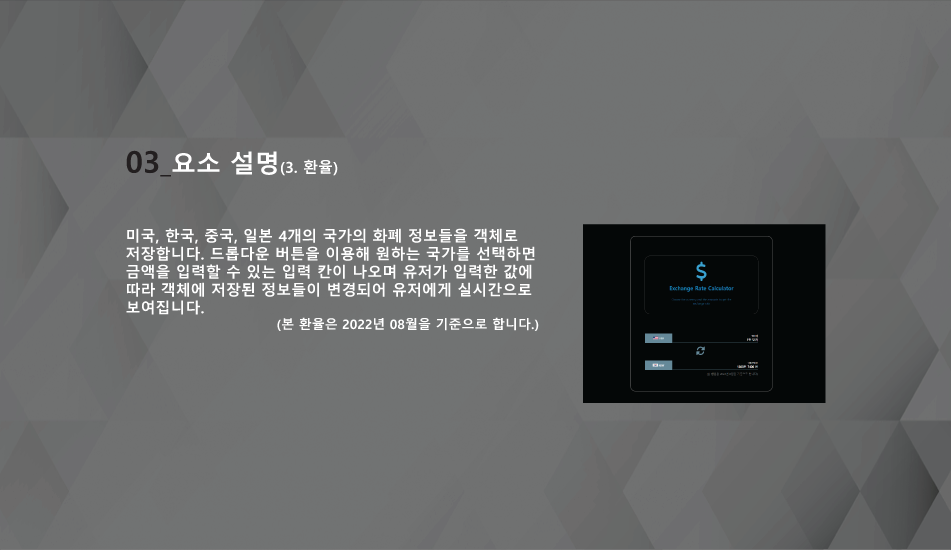 03_요소 설명(3. 환율)
미국, 한국, 중국, 일본 4개의 국가의 화폐 정보들을 객체로
저장합니다. 드롭다운 버튼을 이용해 원하는 국가를 선택하면
금액을 입력할 수 있는 입력 칸이 나오며 유저가 입력한 값에
따라 객체에 저장된 정보들이 변경되어 유저에게 실시간으로
보여집니다.
(본 환율은 2022년 08월을 기준으로 합니다.)
$
Exchange Rate Calculator